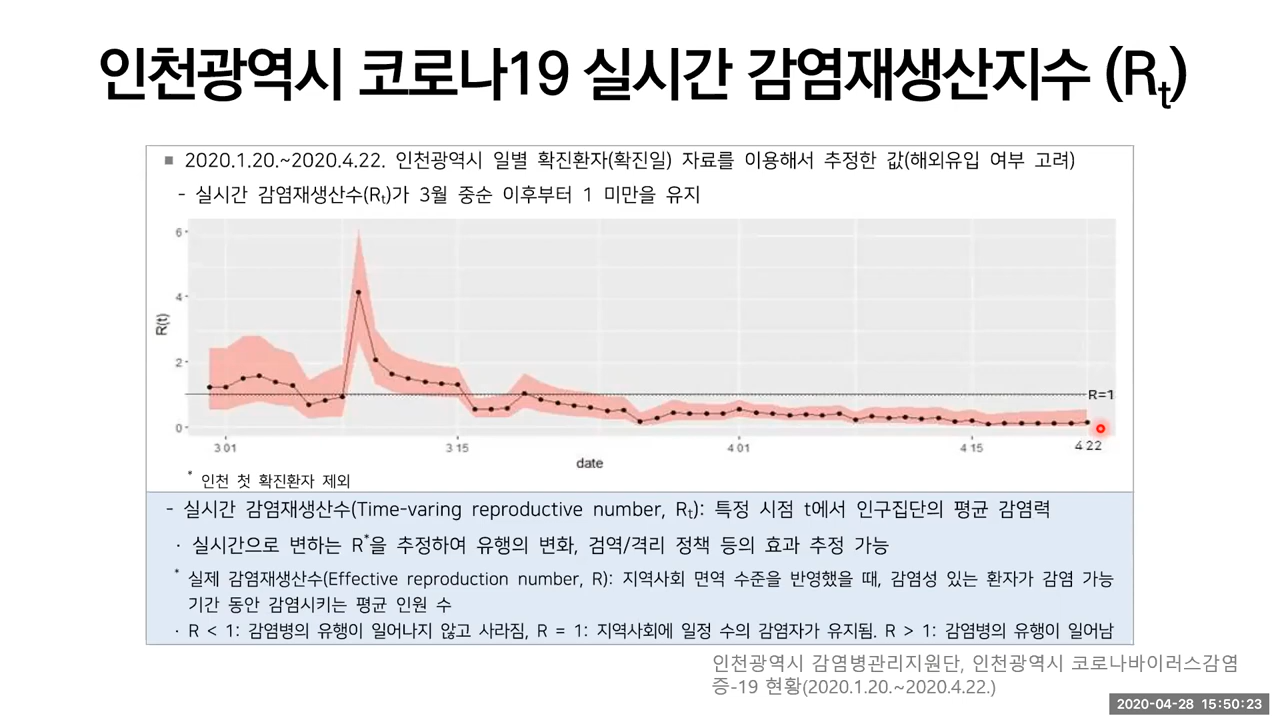 인천광역시 코로나19 실시간 감염재생산지수 (Rt)
■ 2020.1.20.~2020.4.22. 인천광역시 일별 확진환자(확진일) 자료를 이용해서 추정한 값(해외유입 여부 고려)
- 실시간 감염재생산수(Rt)가 3월 중순 이후부터 1 미만을 유지
6
4
2
0
R(t)
R=1
3 01
3 15
4 01
4 15
4 22
date
* 인천 첫 확진환자 제외
- 실시간 감염재생산수(Time-varing reproductive number, Rt): 특정 시점 t에서 인구집단의 평균 감염력
· 실시간으로 변하는 R*을 추정하여 유행의 변화, 검역/격리 정책 등의 효과 추정 가능
* 실제 감염재생산수(Effective reproduction number, R): 지역사회 면역 수준을 반영했을 때, 감염성 있는 환자가 감염 가능
기간 동안 감염시키는 평균 인원 수
· R < 1: 감염병의 유행이 일어나지 않고 사라짐, R = 1: 지역사회에 일정 수의 감염자가 유지됨. R > 1: 감염병의 유행이 일어남
인천광역시 감염병관리지원단, 인천광역시 코로나바이러스감염
증-19 현황(2020.1.20.~2020.4.22.)
2020-04-28 15:50:23